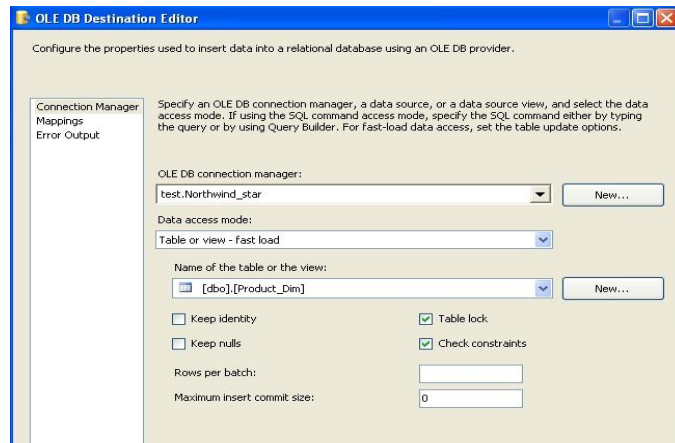 OLE DB Destination Editor
Configure the properties used to insert data into a relational database using an OLE DB provider.
Connection Manager
Mappings
Error Output
Specify an OLE DB connection manager, a data source, or a data source view, and select the data
access mode. If using the SQL command access mode, specify the SQL command either by typing
the query or by using Query Builder. For fast-load data access, set the table update options.
OLE DB connection manager:
test.Northwind_star
New...
Data access mode:
Table or view - fast load
Name of the table or the view:
[dbo].[Product_Dim]
New...
Keep identity
Table lock
Keep nulls
Check constraints
Rows per batch:
Maximum insert commit size:
0